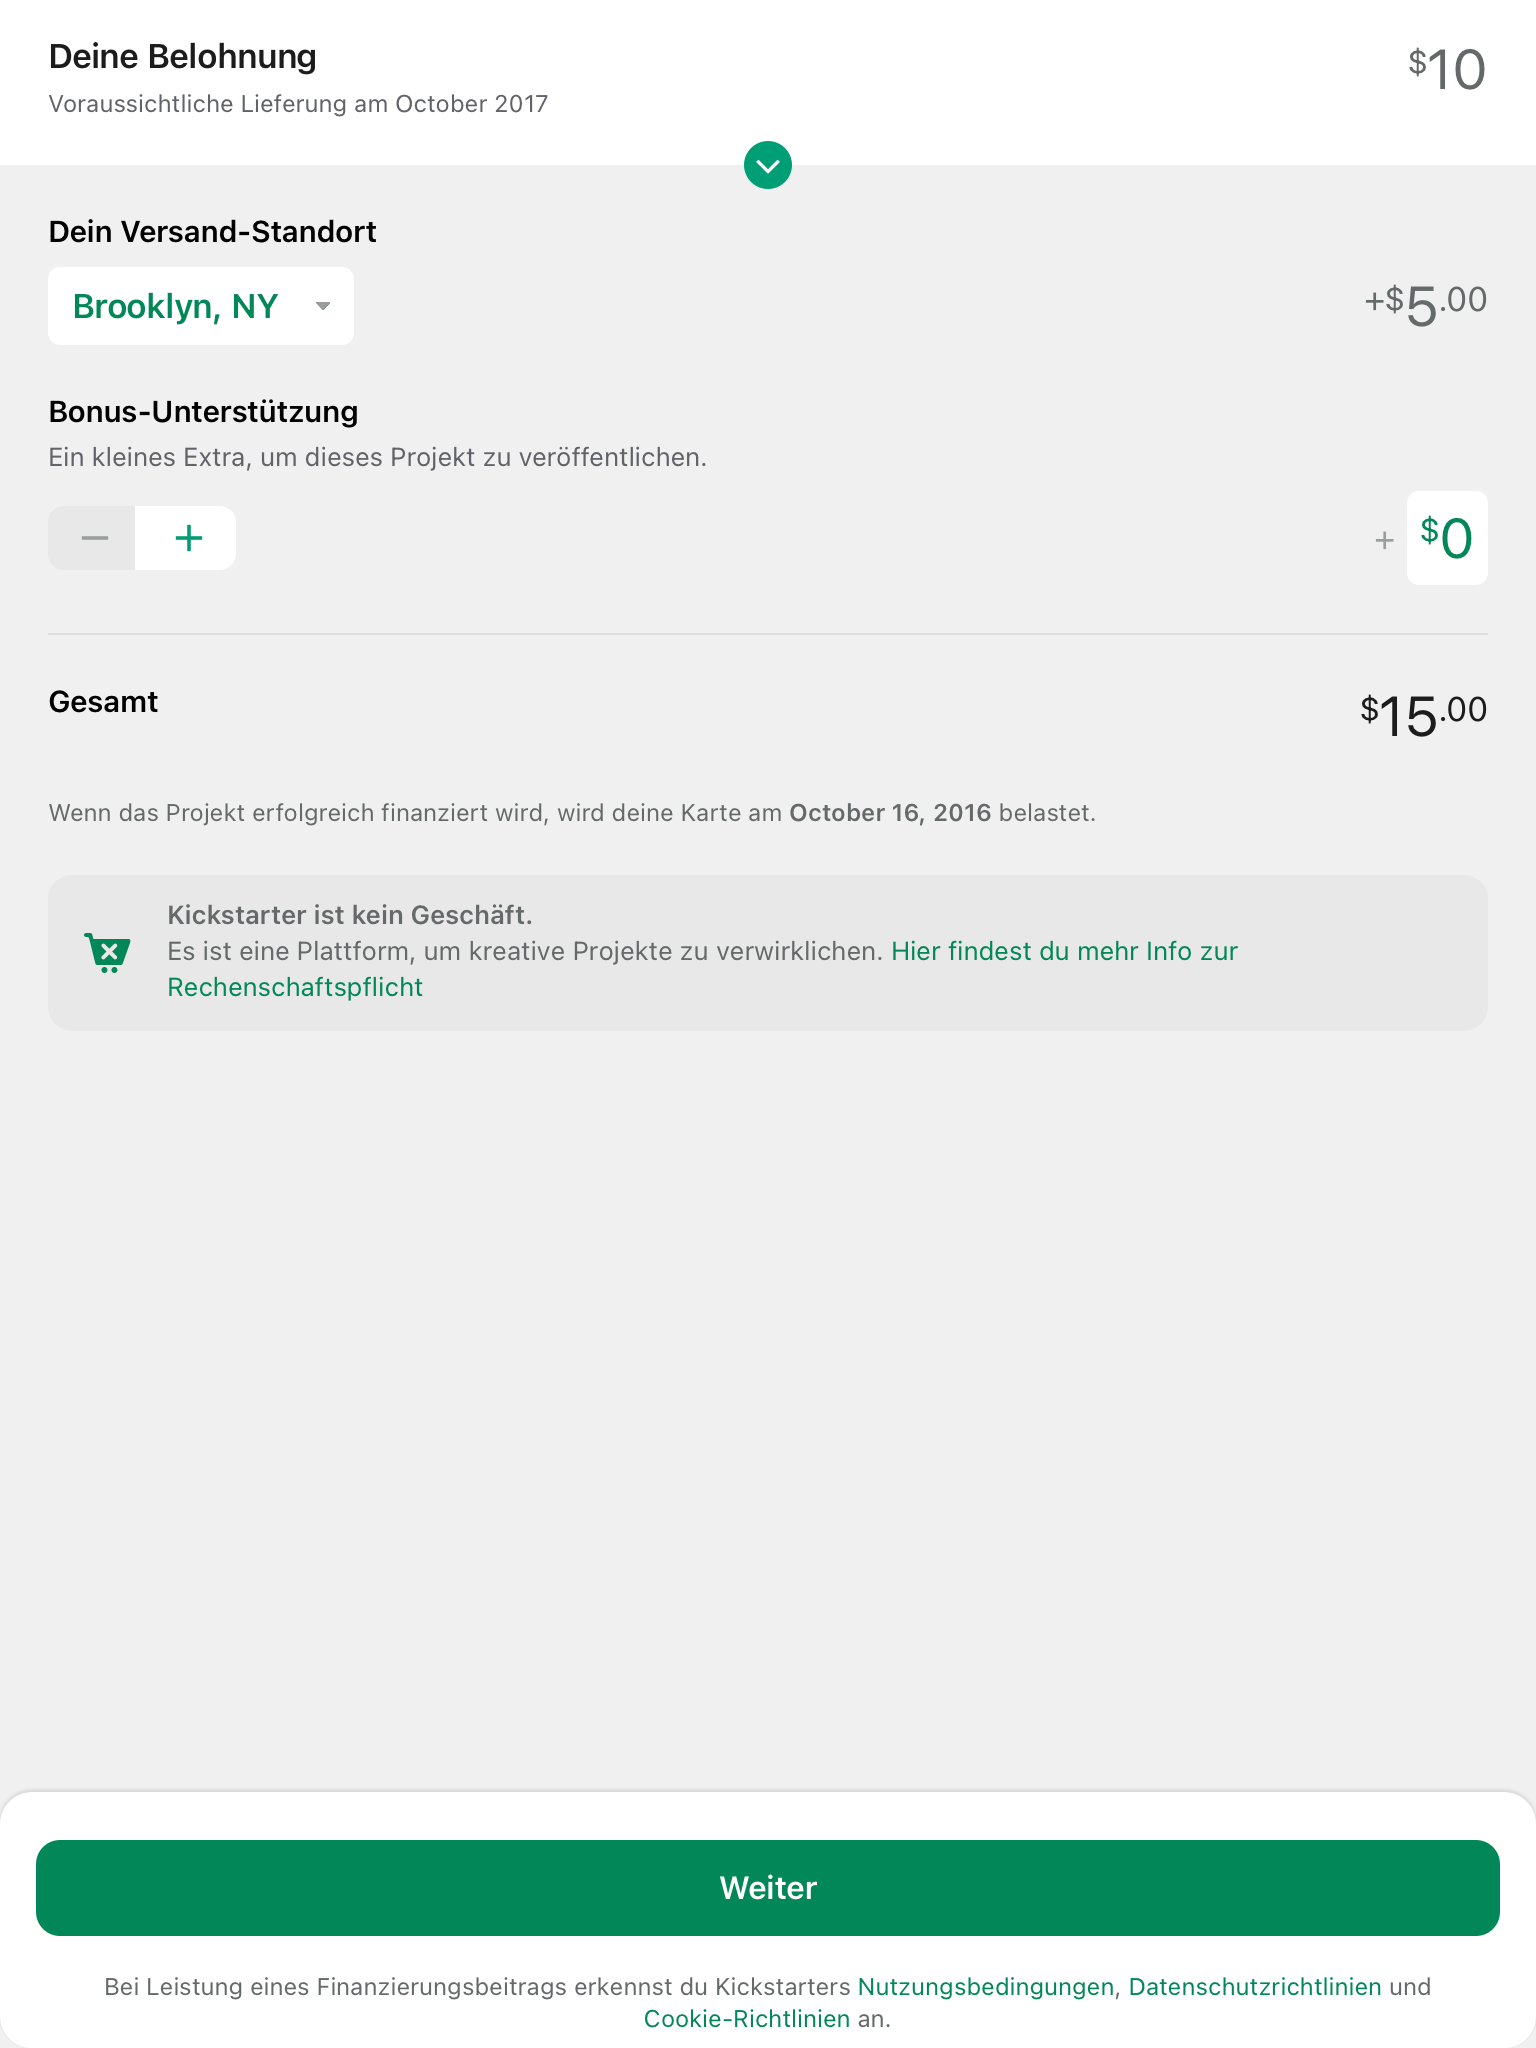 Deine Belohnung
$10
Voraussichtliche Lieferung am October 2017
Dein Versand-Standort
Brooklyn, NY
+$5.00
Bonus-Unterstützung
Ein kleines Extra, um dieses Projekt zu veröffentlichen.
− +
+ $0
Gesamt
$15.00
Wenn das Projekt erfolgreich finanziert wird, wird deine Karte am October 16, 2016 belastet.
Kickstarter ist kein Geschäft.
Es ist eine Plattform, um kreative Projekte zu verwirklichen. Hier findest du mehr Info zur
Rechenschaftspflicht
Weiter
Bei Leistung eines Finanzierungsbeitrags erkennst du Kickstarters Nutzungsbedingungen, Datenschutzrichtlinien und
Cookie-Richtlinien an.